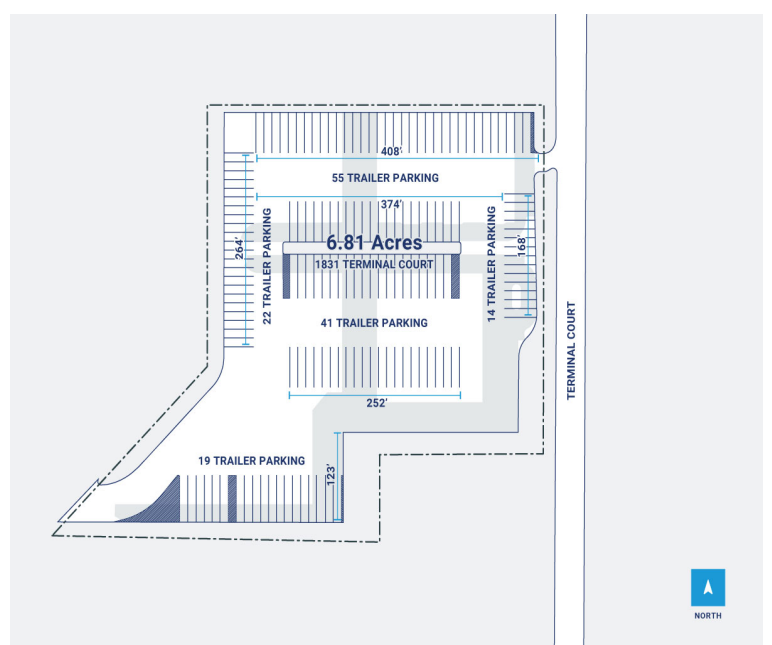 408'
55 TRAILER PARKING
374'
6.81 Acres
1831 TERMINAL COURT
264'
22 TRAILER PARKING
14 TRAILER PARKING
168'
41 TRAILER PARKING
252'
TERMINAL COURT
19 TRAILER PARKING
123'
NORTH